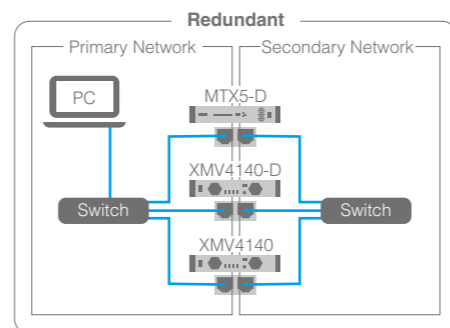 Redundant
Primary Network
Secondary Network
PC
MTX5-D
XMV4140-D
Switch
Switch
XMV4140